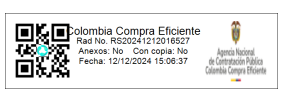 Colombia Compra Eficiente
Rad No. RS20241212016527
Anexos: No Con copia: No
Fecha: 12/12/2024 15:06:37
Agencia Nacional
de Contratación Pública
Colombia Compra Eficiente